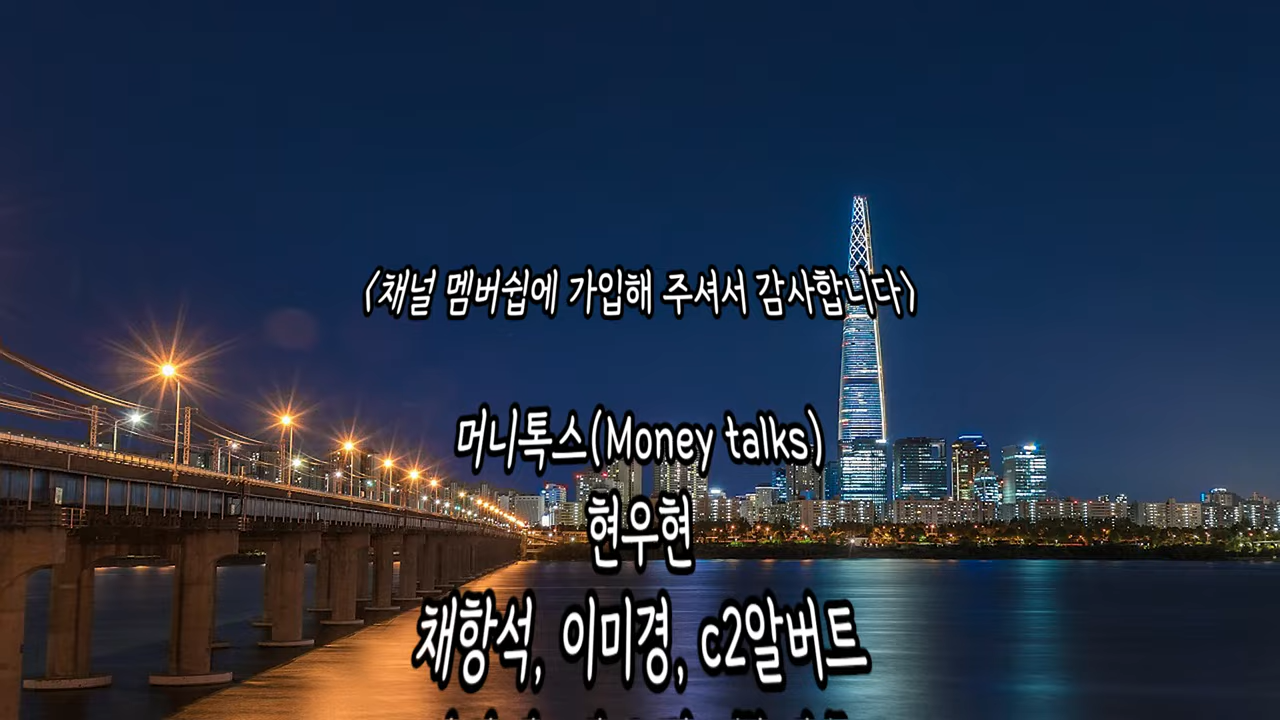 <채널 멤버쉽에 가입해 주셔서 감사합니다>
머니톡스(Money talks)
현우현
채항석, 이미경, c2알버트